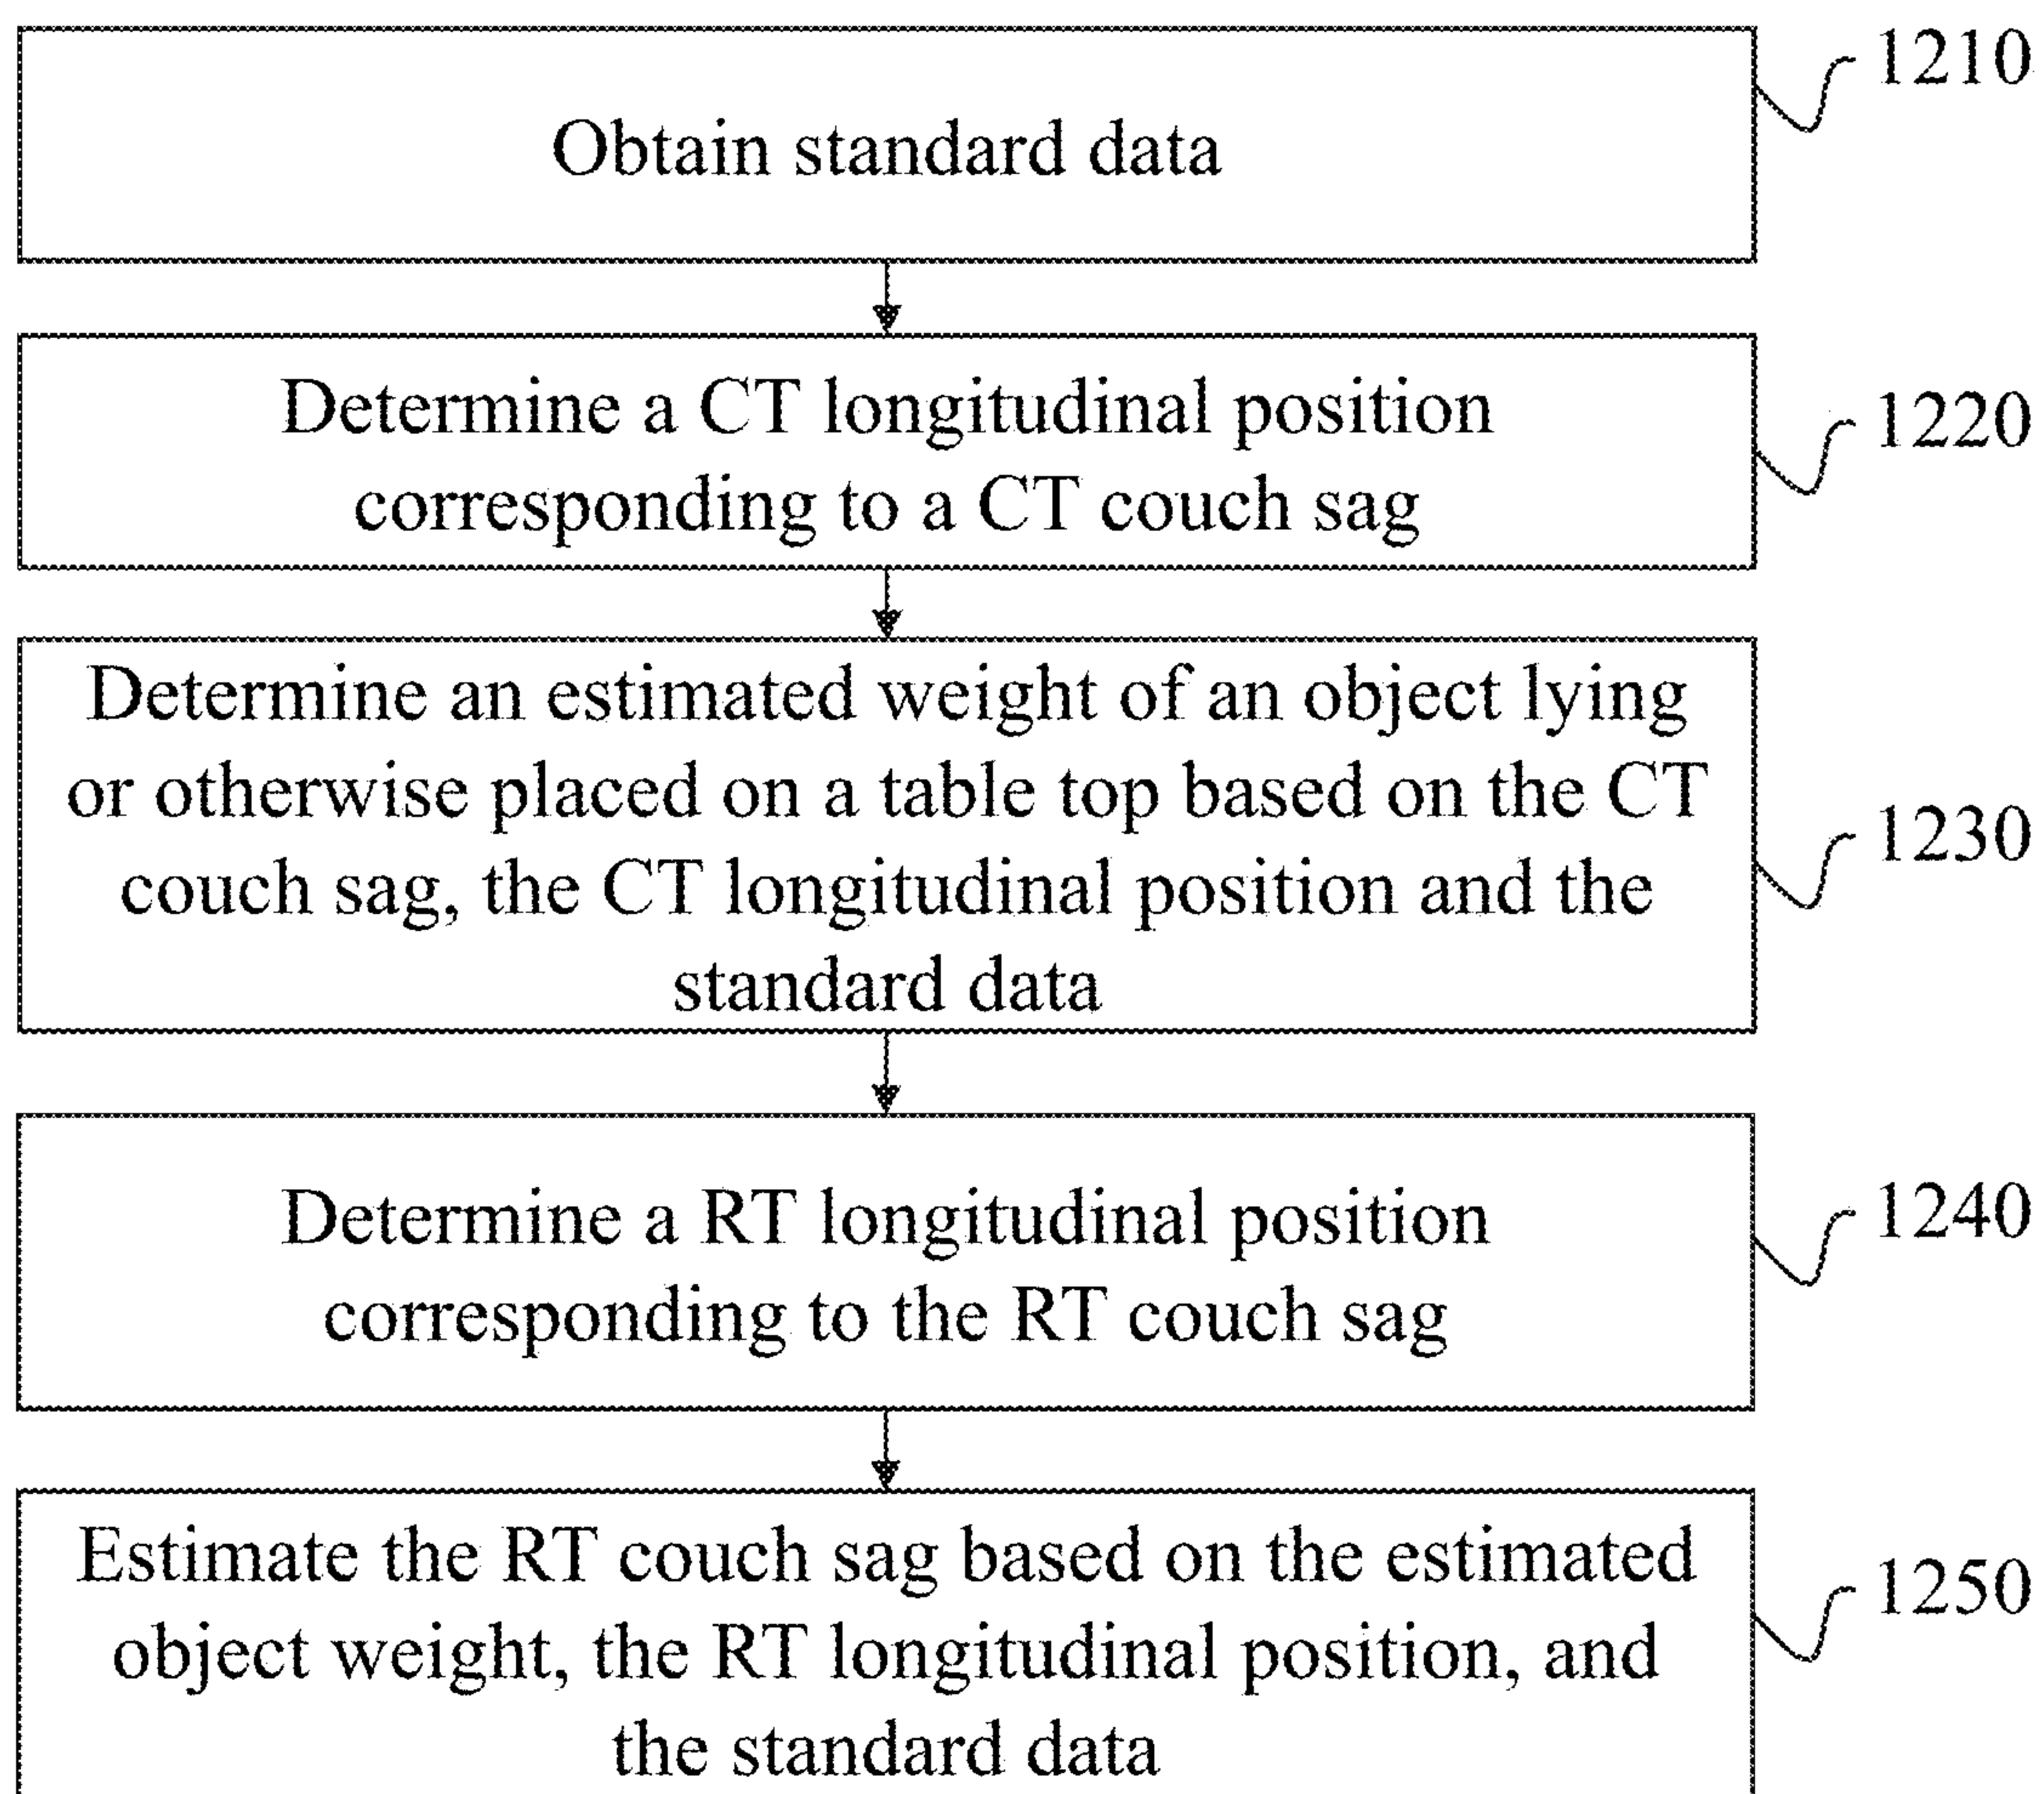 1210
Obtain standard data
1220
Determine a CT longitudinal position
corresponding to a CT couch sag
1230
Determine an estimated weight of an object lying
or otherwise placed on a table top based on the CT
couch sag, the CT longitudinal position and the
standard data
1240
Determine a RT longitudinal position
corresponding to the RT couch sag
1250
Estimate the RT couch sag based on the estimated
object weight, the RT longitudinal position, and
the standard data